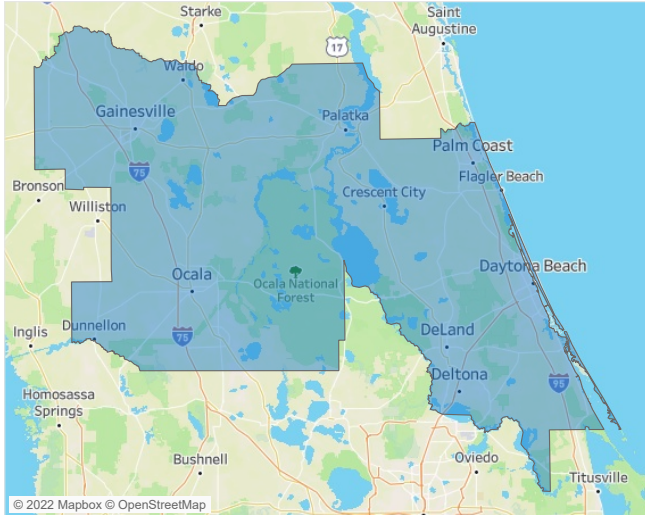 Starke
Saint
Augustine
17
Waldo
Gainesville
Palatka
Palm Coast
75
Flagler Beach
Bronson
Crescent City
Williston
Daytona Beach
Ocala
Ocala National
Forest
Inglis
Dunnellon
75
DeLand
Deltona
95
Homosassa
Springs
Bushnell
Oviedo
Titusville
© 2022 Mapbox © OpenStreetMap